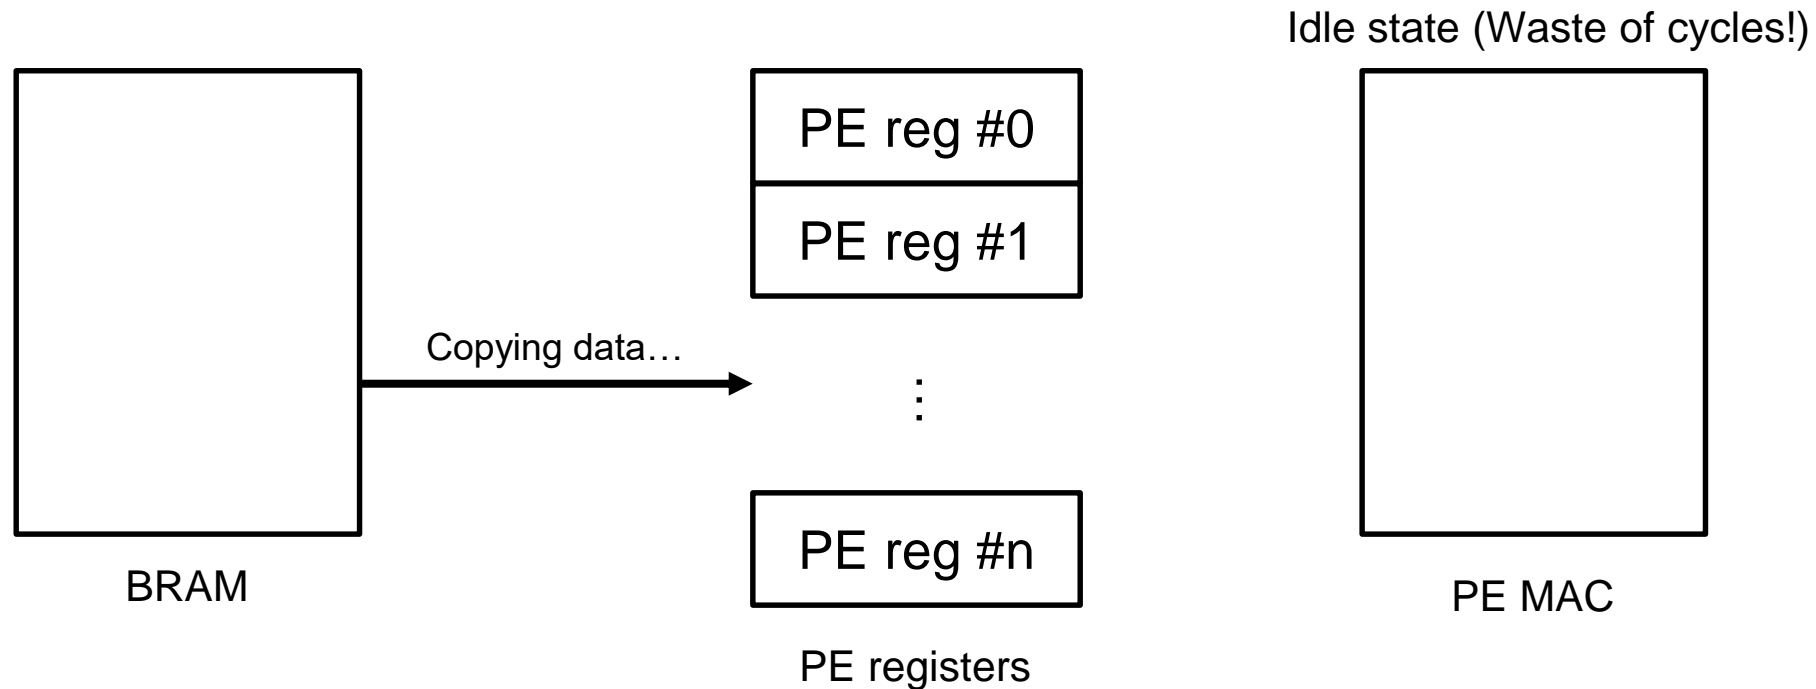 Idle state (Waste of cycles!)
PE reg #0
PE reg #1
Copying data…
⋮
PE reg #n
BRAM
PE MAC
PE registers